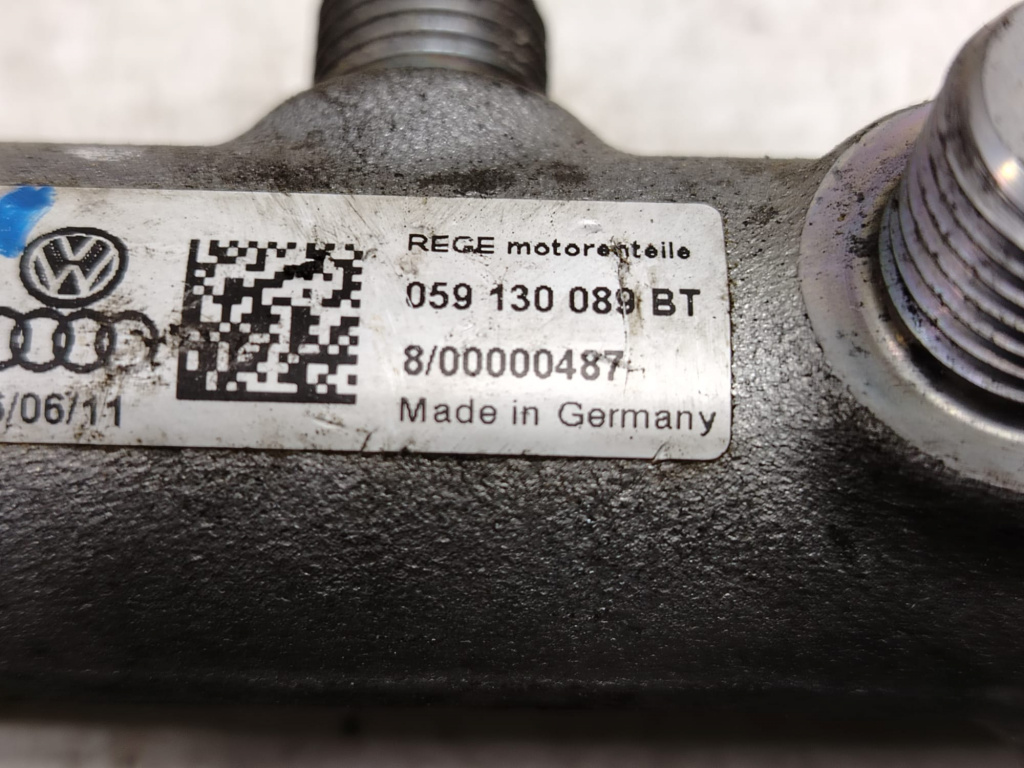 REGE motorenteile
059 130 089 BT
8/00000487
/06/11
Made in Germany